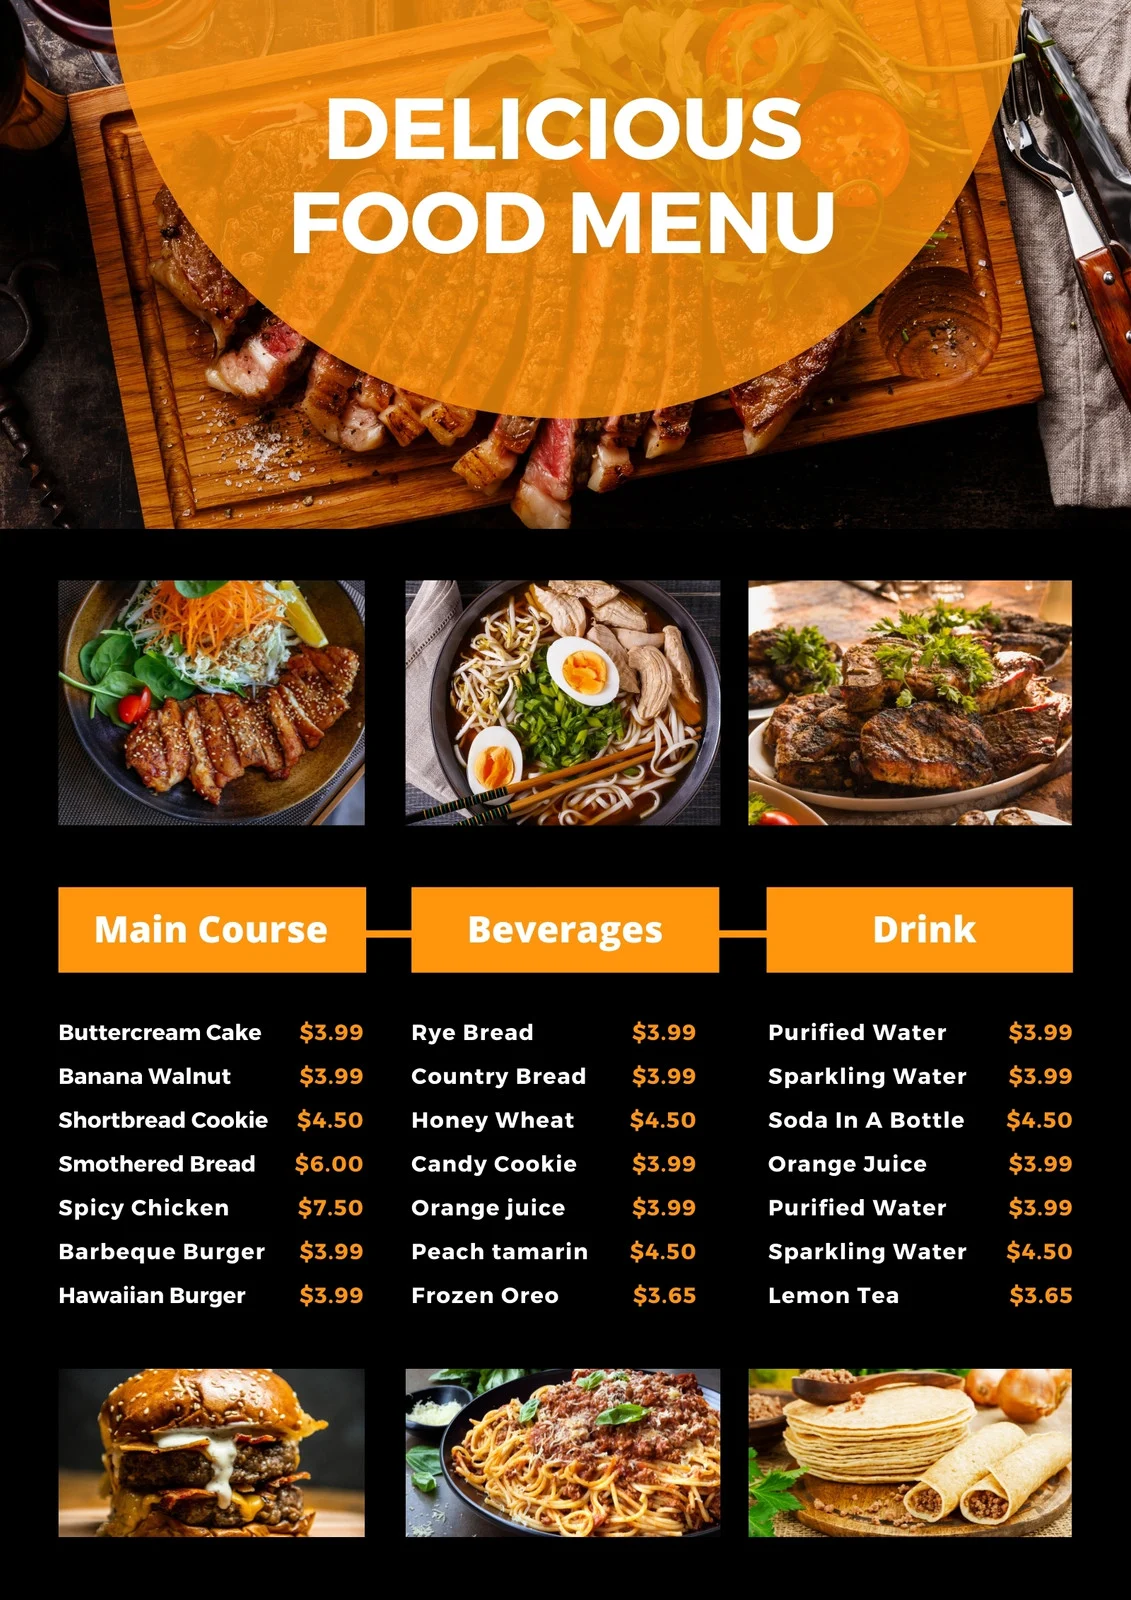 DELICIOUS
FOOD MENU
Main Course
Buttercream Cake $3.99
Banana Walnut $3.99
Shortbread Cookie $4.50
Smothered Bread $6.00
Spicy Chicken $7.50
Barbeque Burger $3.99
Hawaiian Burger $3.99
Beverages
Rye Bread $3.99
Country Bread $3.99
Honey Wheat $4.50
Candy Cookie $3.99
Orange juice $3.99
Peach tamarin $4.50
Frozen Oreo $3.65
Drink
Purified Water $3.99
Sparkling Water $3.99
Soda In A Bottle $4.50
Orange Juice $3.99
Purified Water $3.99
Sparkling Water $4.50
Lemon Tea $3.65